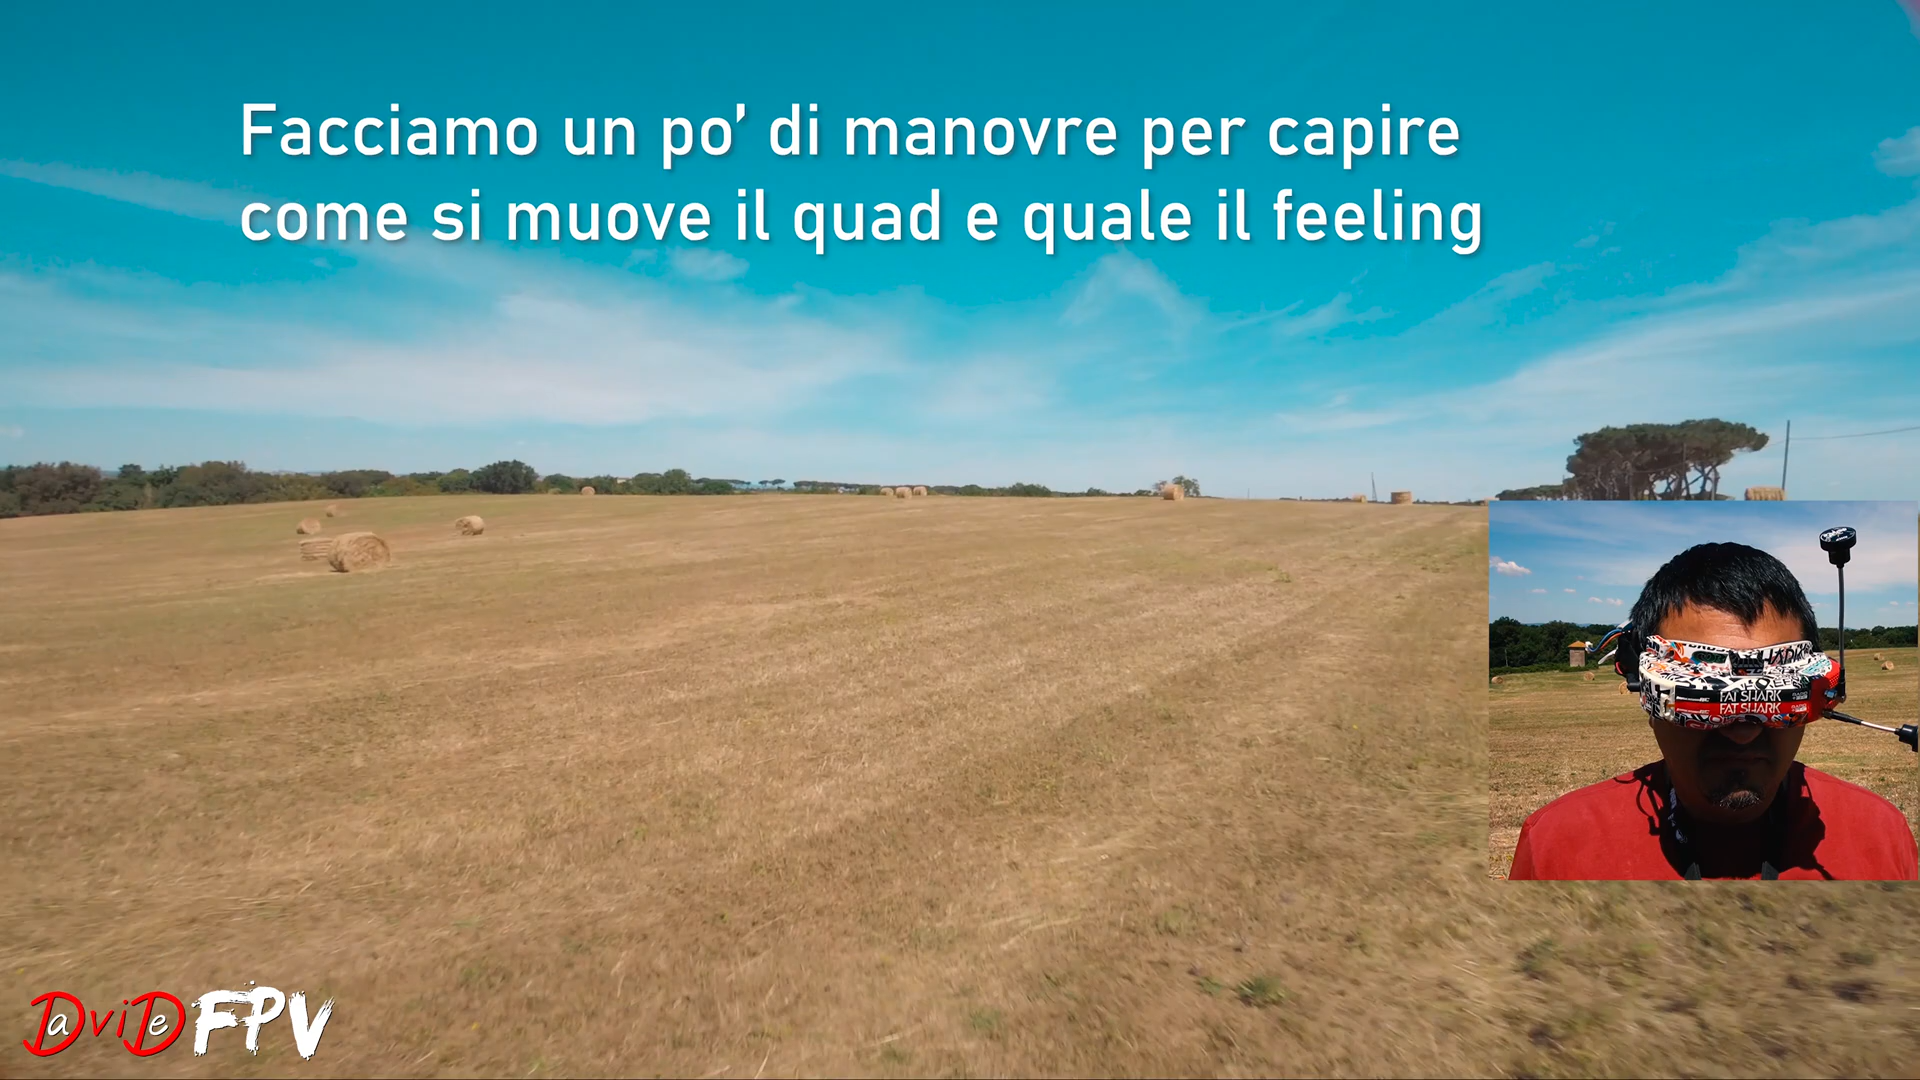 Facciamo un po’ di manovre per capire
come si muove il quad e quale il feeling
FAT SHARK
FAT SHARK
DaviDe FPV